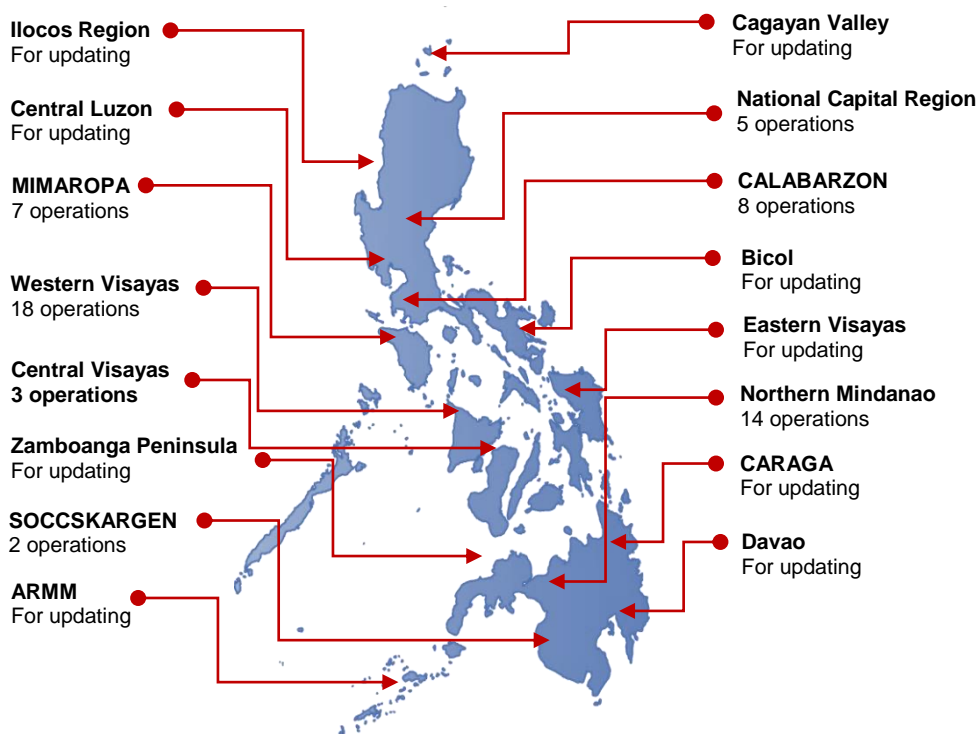 Ilocos Region
For updating
Central Luzon
For updating
MIMAROPA
7 operations
Western Visayas
18 operations
Central Visayas
3 operations
Zamboanga Peninsula
For updating
SOCCSKARGEN
2 operations
ARMM
For updating
Cagayan Valley
For updating
National Capital Region
5 operations
CALABARZON
8 operations
Bicol
For updating
Eastern Visayas
For updating
Northern Mindanao
14 operations
CARAGA
For updating
Davao
For updating